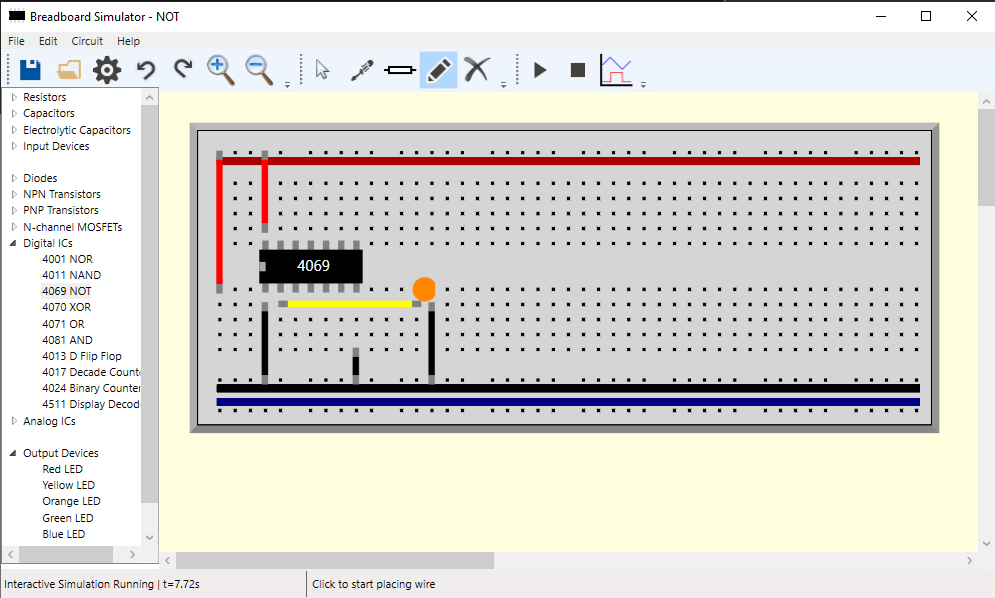 Breadboard Simulator - NOT
File Edit Circuit Help
Resistors
Capacitors
Electrolytic Capacitors
Input Devices
Diodes
NPN Transistors
PNP Transistors
N-channel MOSFETs
Digital ICs
4001 NOR
4011 NAND
4069 NOT
4070 XOR
4071 OR
4081 AND
4013 D Flip Flop
4017 Decade Count
4024 Binary Counter
4511 Display Decod
Analog ICs
Output Devices
Red LED
Yellow LED
Orange LED
Green LED
Blue LED
4069
Interactive Simulation Running | t=7.72s
Click to start placing wire